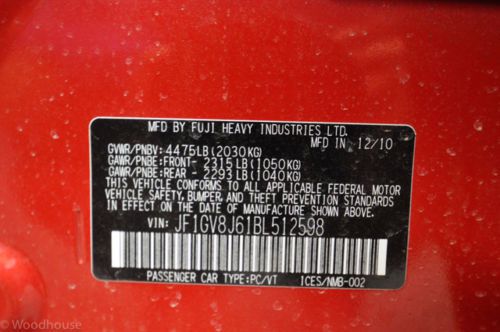 MFD BY FUJI HEAVY INDUSTRIES LTD.
MFD IN 12/10
GVWR/PNBV: 4475LB(2030KG)
GAWR/PNBE:FRONT- 2315LB(1050KG)
GAWR/PNBE:REAR - 2293LB(1040KG)
THIS VEHICLE CONFORMS TO ALL APPLICABLE FEDERAL MOTOR
VEHICLE SAFETY, BUMPER, AND THEFT PREVENTION STANDARDS
IN EFFECT ON THE DATE OF MANUFACTURE SHOWN ABOVE.
VIN: JF1GV8J61BL512598
PASSENGER CAR TYPE:PC/VT 1CES/NMB-002
© Woodhouse